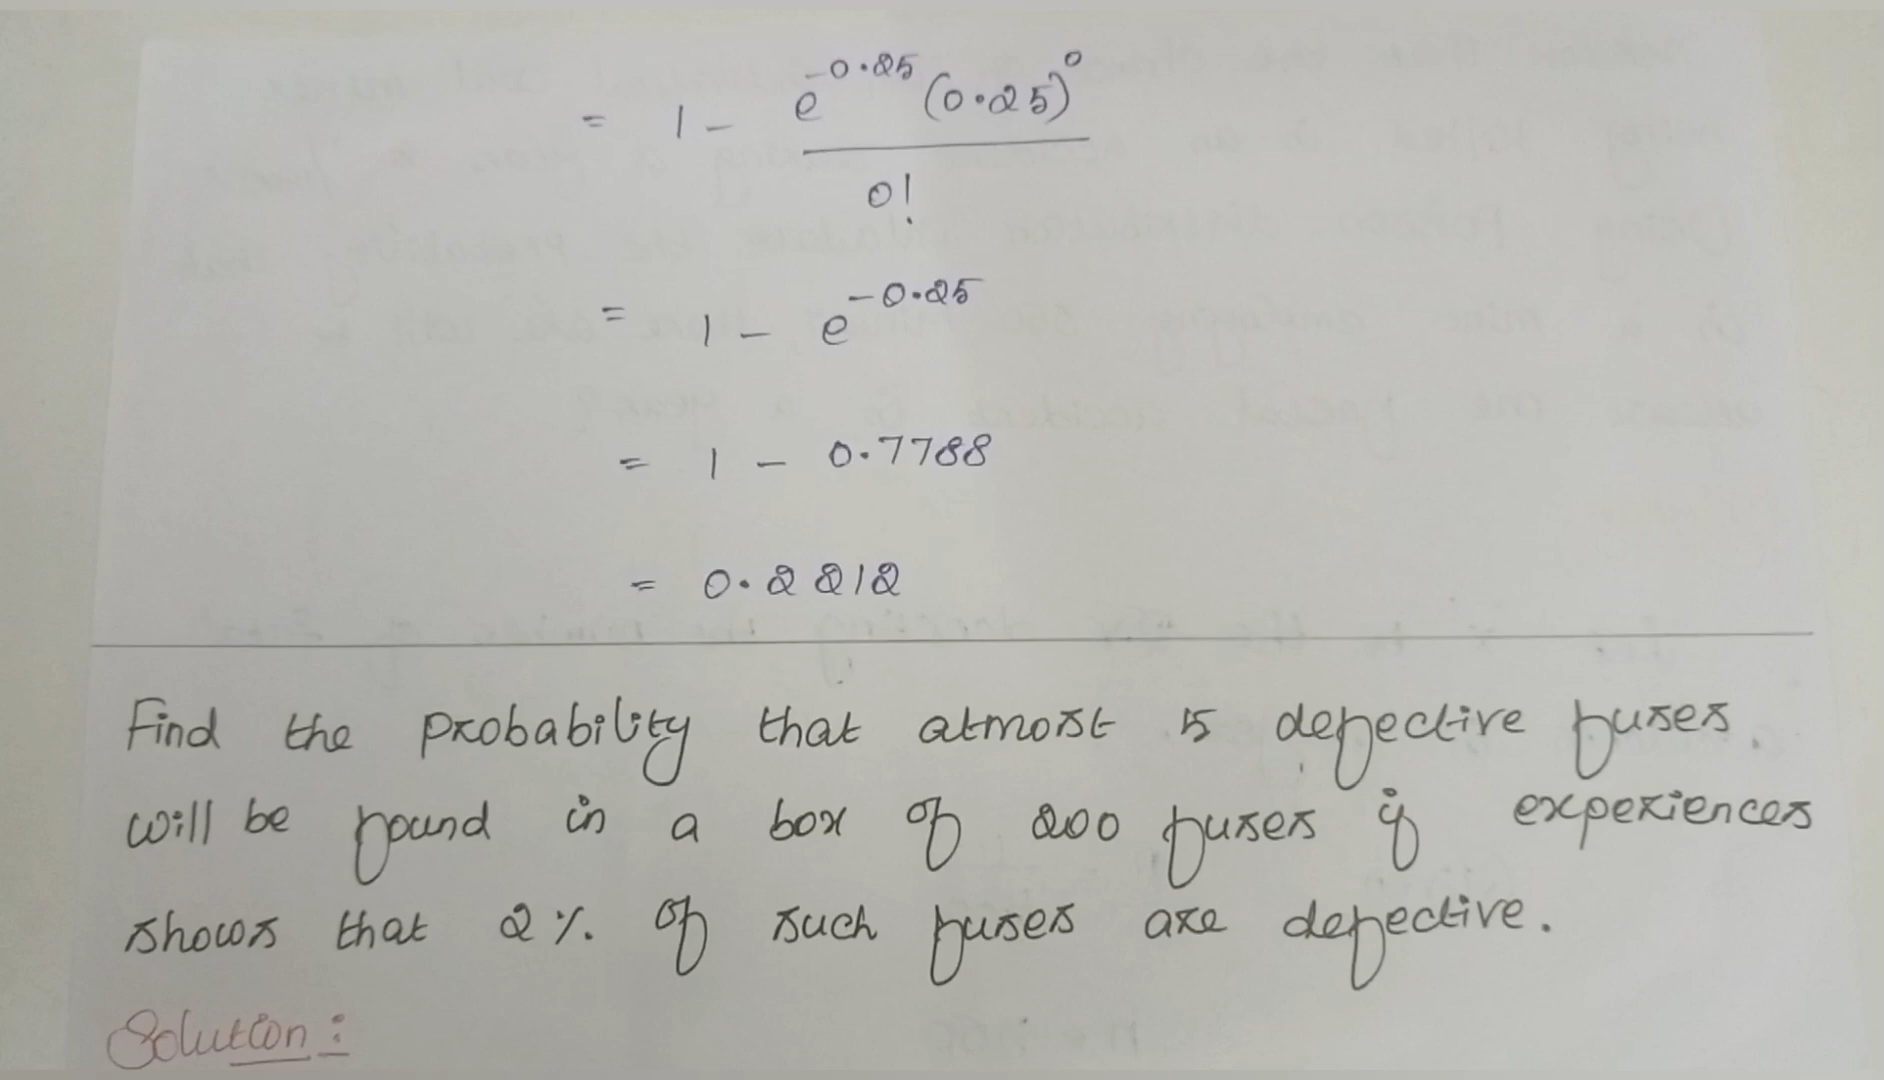 = 1 - e^-0.25 (0.25)^0
0!
= 1 - e^-0.25
= 1 - 0.7788
= 0.2212
Find the probability that atmost 5 defective fuses
will be found in a box of 200 fuses if experiences
shows that 2%. of such fuses are defective.
Solution: